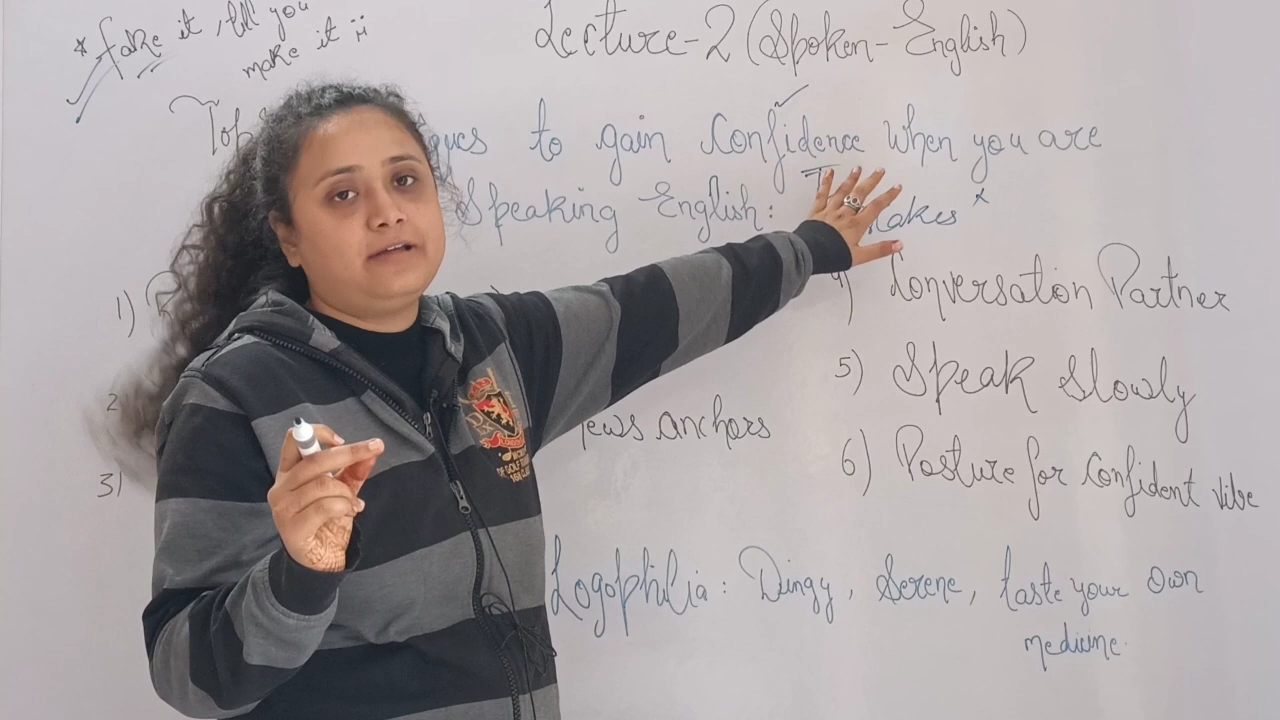 * fake it till you
make it
Lecture-2 (Spoken-English)
to gain Confidence when you are
Speaking English:
1)
2
3)
news anchors
4) Conversation Partner
5) Speak Slowly
6) Posture for Confident vibe
Logophilia: Dingy, Serene, taste your own
medicine.